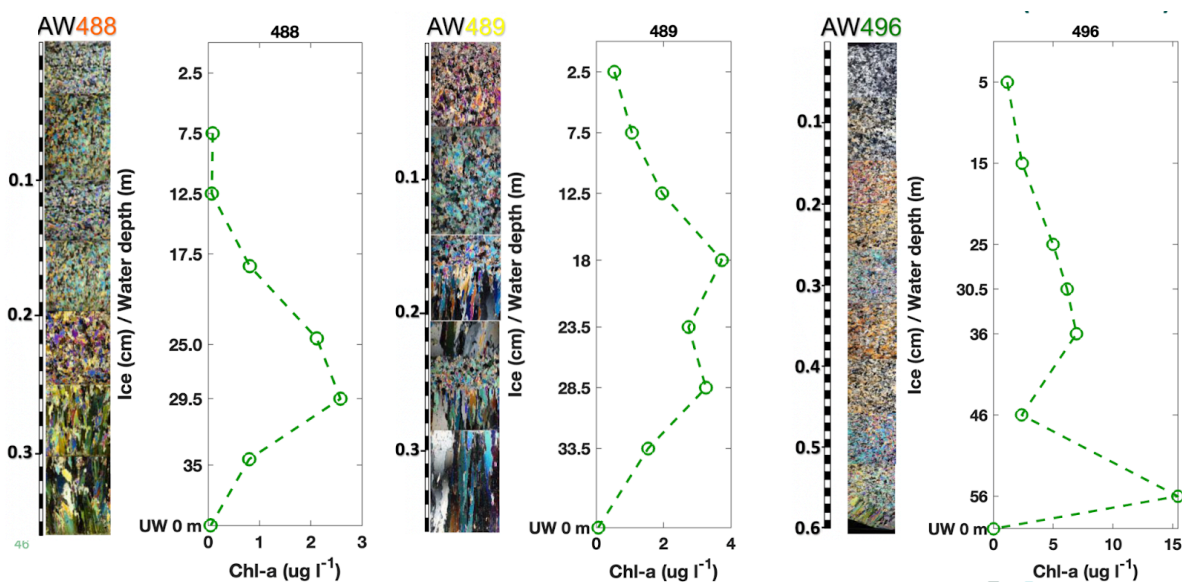 AW488
488
0.1
0.2
0.3
Ice (cm) / Water depth (m)
2.5
7.5
12.5
17.5
25.0
29.5
35
UW 0 m
0 1 2 3
Chl-a (ug l⁻¹)
46
AW489
489
0.1
0.2
0.3
Ice (cm) / Water depth (m)
2.5
7.5
12.5
18
23.5
28.5
33.5
0 2 4
Chl-a (ug l⁻¹)
AW496
496
0.1
0.2
0.3
0.4
0.5
0.6
Ice (cm) / Water depth (m)
5
15
25
30.5
36
46
56
UW 0 m
0 5 10 15
Chl-a (ug l⁻¹)